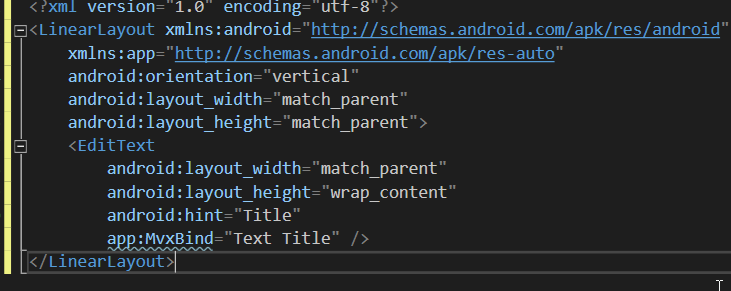 <?xml version="1.0" encoding="utf-8"?>
<LinearLayout xmlns:android="http://schemas.android.com/apk/res/android"
xmlns:app="http://schemas.android.com/apk/res-auto"
android:orientation="vertical"
android:layout_width="match_parent"
android:layout_height="match_parent">
<EditText
android:layout_width="match_parent"
android:layout_height="wrap_content"
android:hint="Title"
app:MvxBind="Text Title" />
</LinearLayout>